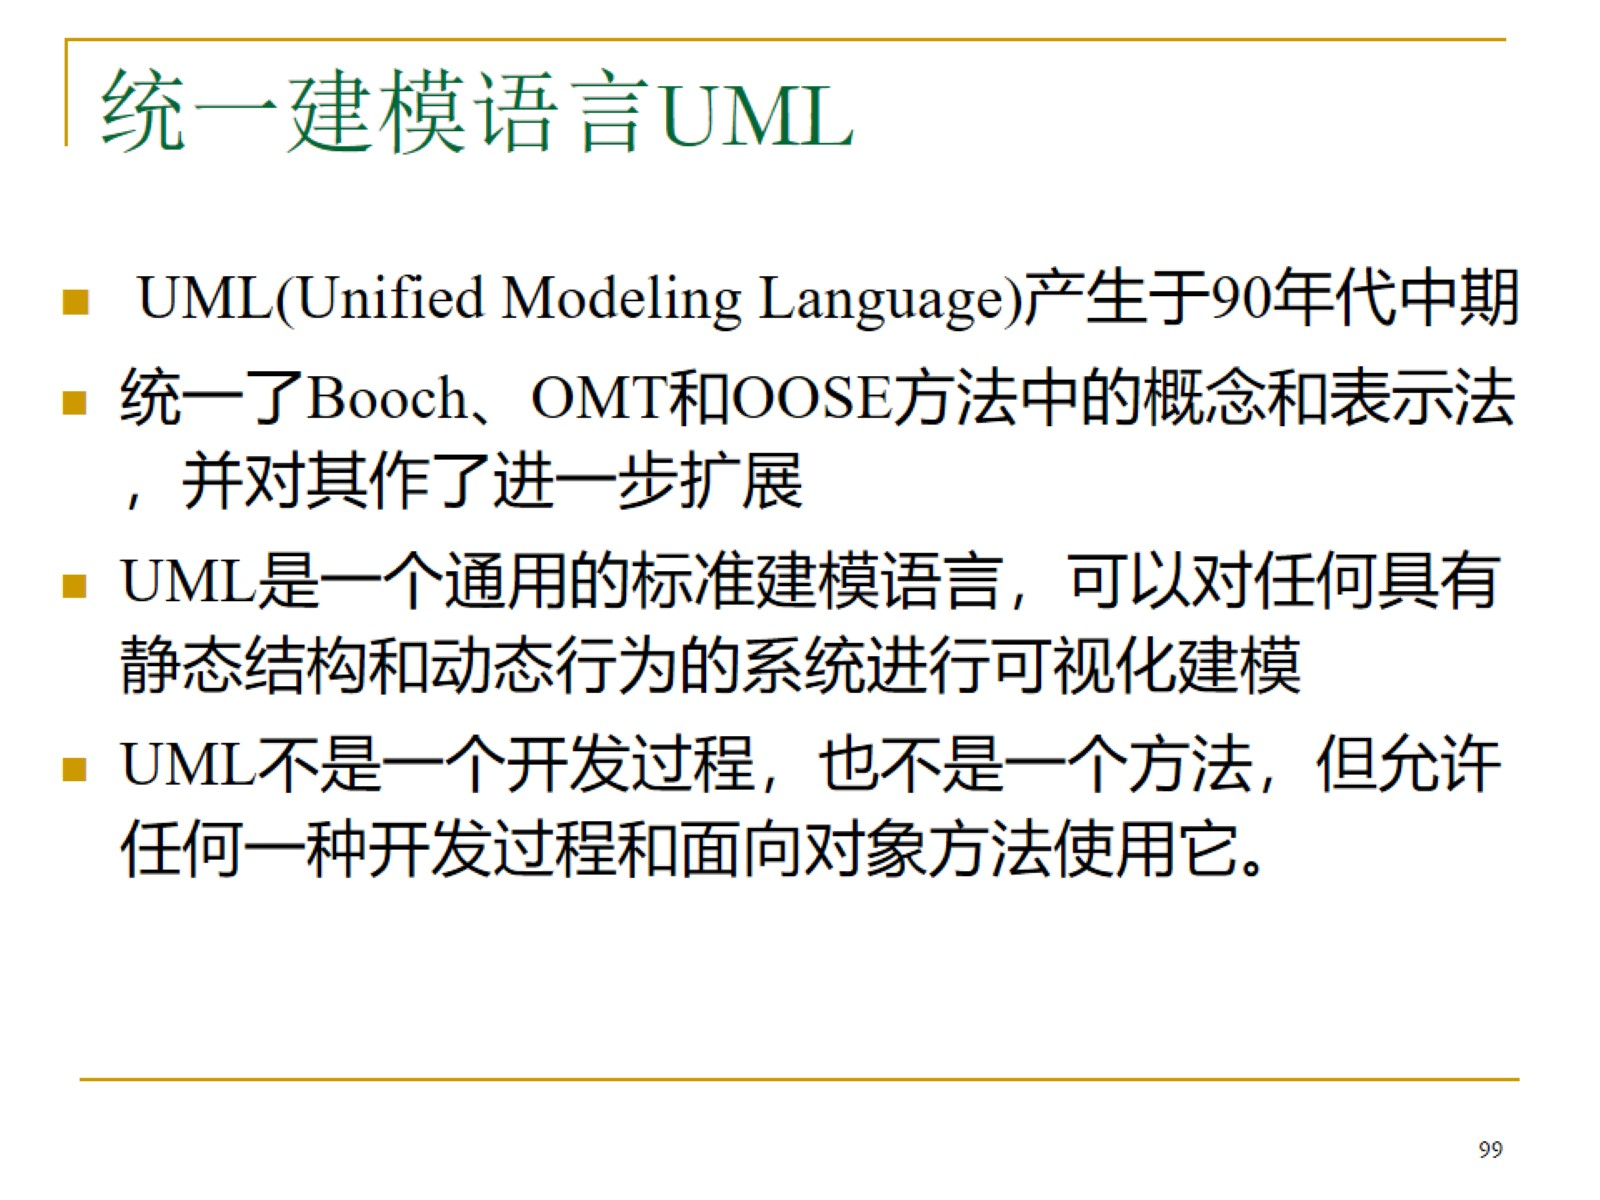 统一建模语言UML
UML(Unified Modeling Language)产生于90年代中期
统一了Booch、OMT和OOSE方法中的概念和表示法
，并对其作了进一步扩展
UML是一个通用的标准建模语言，可以对任何具有
静态结构和动态行为的系统进行可视化建模
UML不是一个开发过程，也不是一个方法，但允许
任何一种开发过程和面向对象方法使用它。
99